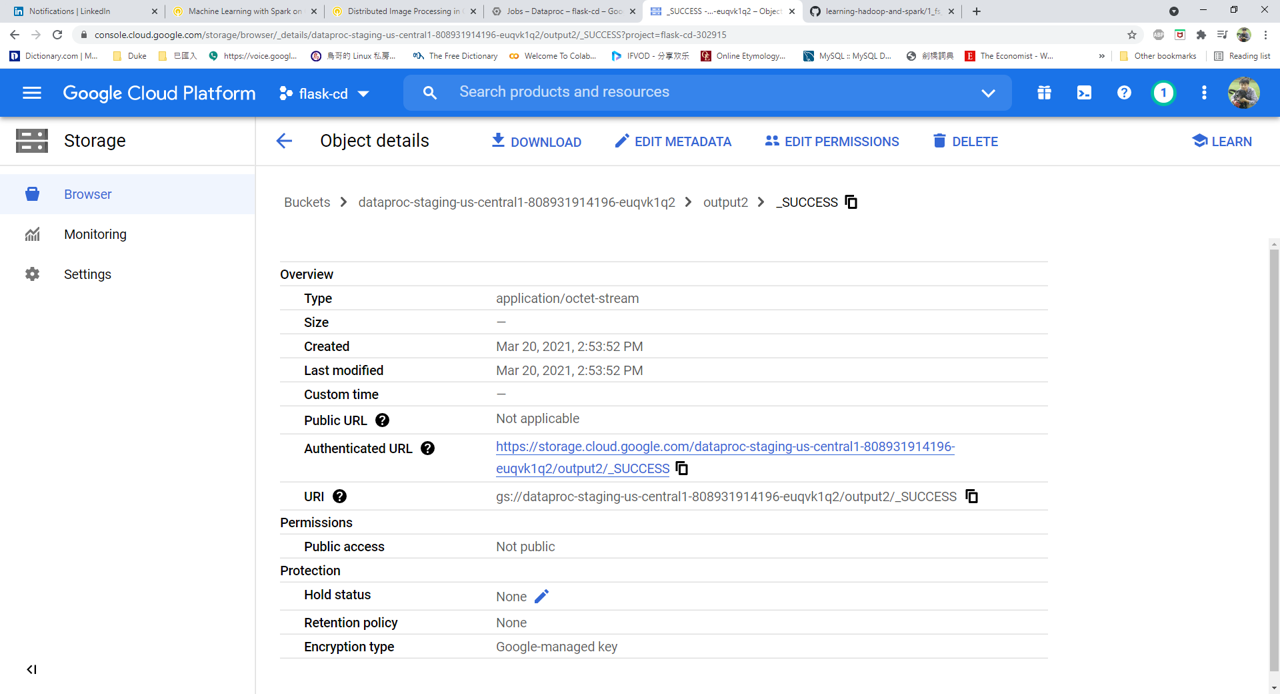 Notifications | LinkedIn
Machine Learning with Spark on
Distributed Image Processing in
Jobs – Dataproc – flask-cd – Goo
_SUCCESS -...-euqvk1q2 – Objec
learning-hadoop-and-spark/1_fi
console.cloud.google.com/storage/browser/_details/dataproc-staging-us-central1-808931914196-euqvk1q2/output2/_SUCCESS?project=flask-cd-302915
Dictionary.com | M...
Duke
巴國入
https://voice.googl...
鳥哥的 Linux 私房...
The Free Dictionary
Welcome To Colab...
IFVOD - 分享欢乐
Online Etymology...
MySQL :: MySQL D...
劍橋詞典
The Economist - W...
»
Other bookmarks
Reading list
Google Cloud Platform
flask-cd
Search products and resources
1
Storage
Object details
DOWNLOAD
EDIT METADATA
EDIT PERMISSIONS
DELETE
LEARN
Browser
Monitoring
Settings
Buckets > dataproc-staging-us-central1-808931914196-euqvk1q2 > output2 > _SUCCESS
Overview
Type application/octet-stream
Size —
Created Mar 20, 2021, 2:53:52 PM
Last modified Mar 20, 2021, 2:53:52 PM
Custom time —
Public URL Not applicable
Authenticated URL https://storage.cloud.google.com/dataproc-staging-us-central1-808931914196-
euqvk1q2/output2/_SUCCESS
URI gs://dataproc-staging-us-central1-808931914196-euqvk1q2/output2/_SUCCESS
Permissions
Public access Not public
Protection
Hold status None
Retention policy None
Encryption type Google-managed key